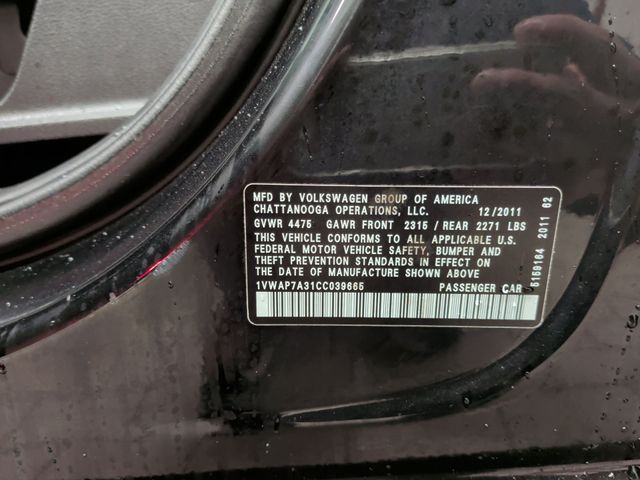 MFD BY VOLKSWAGEN GROUP OF AMERICA
CHATTANOOGA OPERATIONS, LLC. 12/2011
GVWR 4475 GAWR FRONT 2315 / REAR 2271 LBS
THIS VEHICLE CONFORMS TO ALL APPLICABLE U.S.
FEDERAL MOTOR VEHICLE SAFETY, BUMPER AND
THEFT PREVENTION STANDARDS IN EFFECT ON
THE DATE OF MANUFACTURE SHOWN ABOVE
1VWAP7A31CC039665 PASSENGER CAR
6169164 2011 62